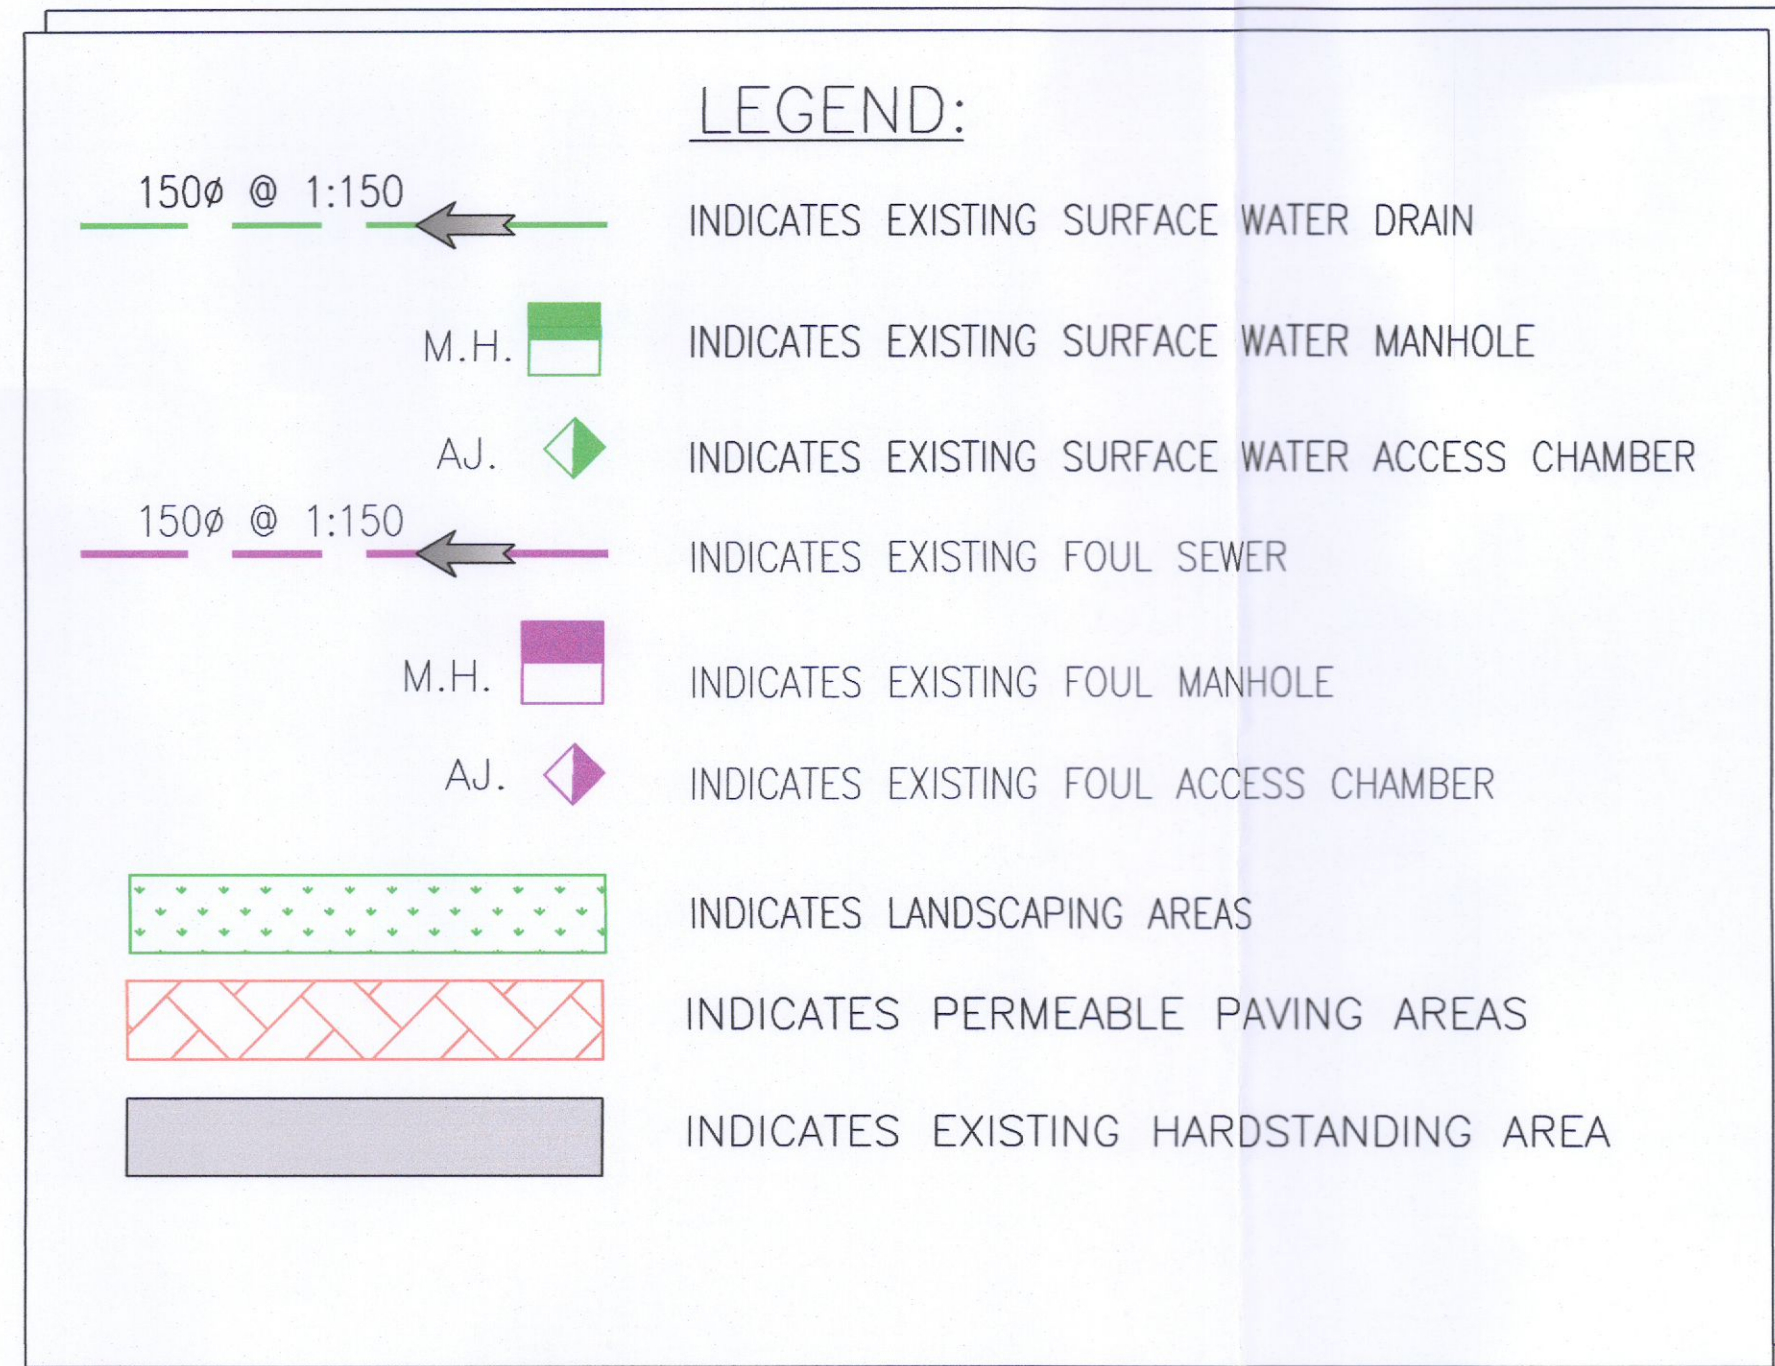 LEGEND:
150ø @ 1:150
INDICATES EXISTING SURFACE WATER DRAIN
M.H.
INDICATES EXISTING SURFACE WATER MANHOLE
AJ.
INDICATES EXISTING SURFACE WATER ACCESS CHAMBER
150ø @ 1:150
INDICATES EXISTING FOUL SEWER
M.H.
INDICATES EXISTING FOUL MANHOLE
AJ.
INDICATES EXISTING FOUL ACCESS CHAMBER
INDICATES LANDSCAPING AREAS
INDICATES PERMEABLE PAVING AREAS
INDICATES EXISTING HARDSTANDING AREA